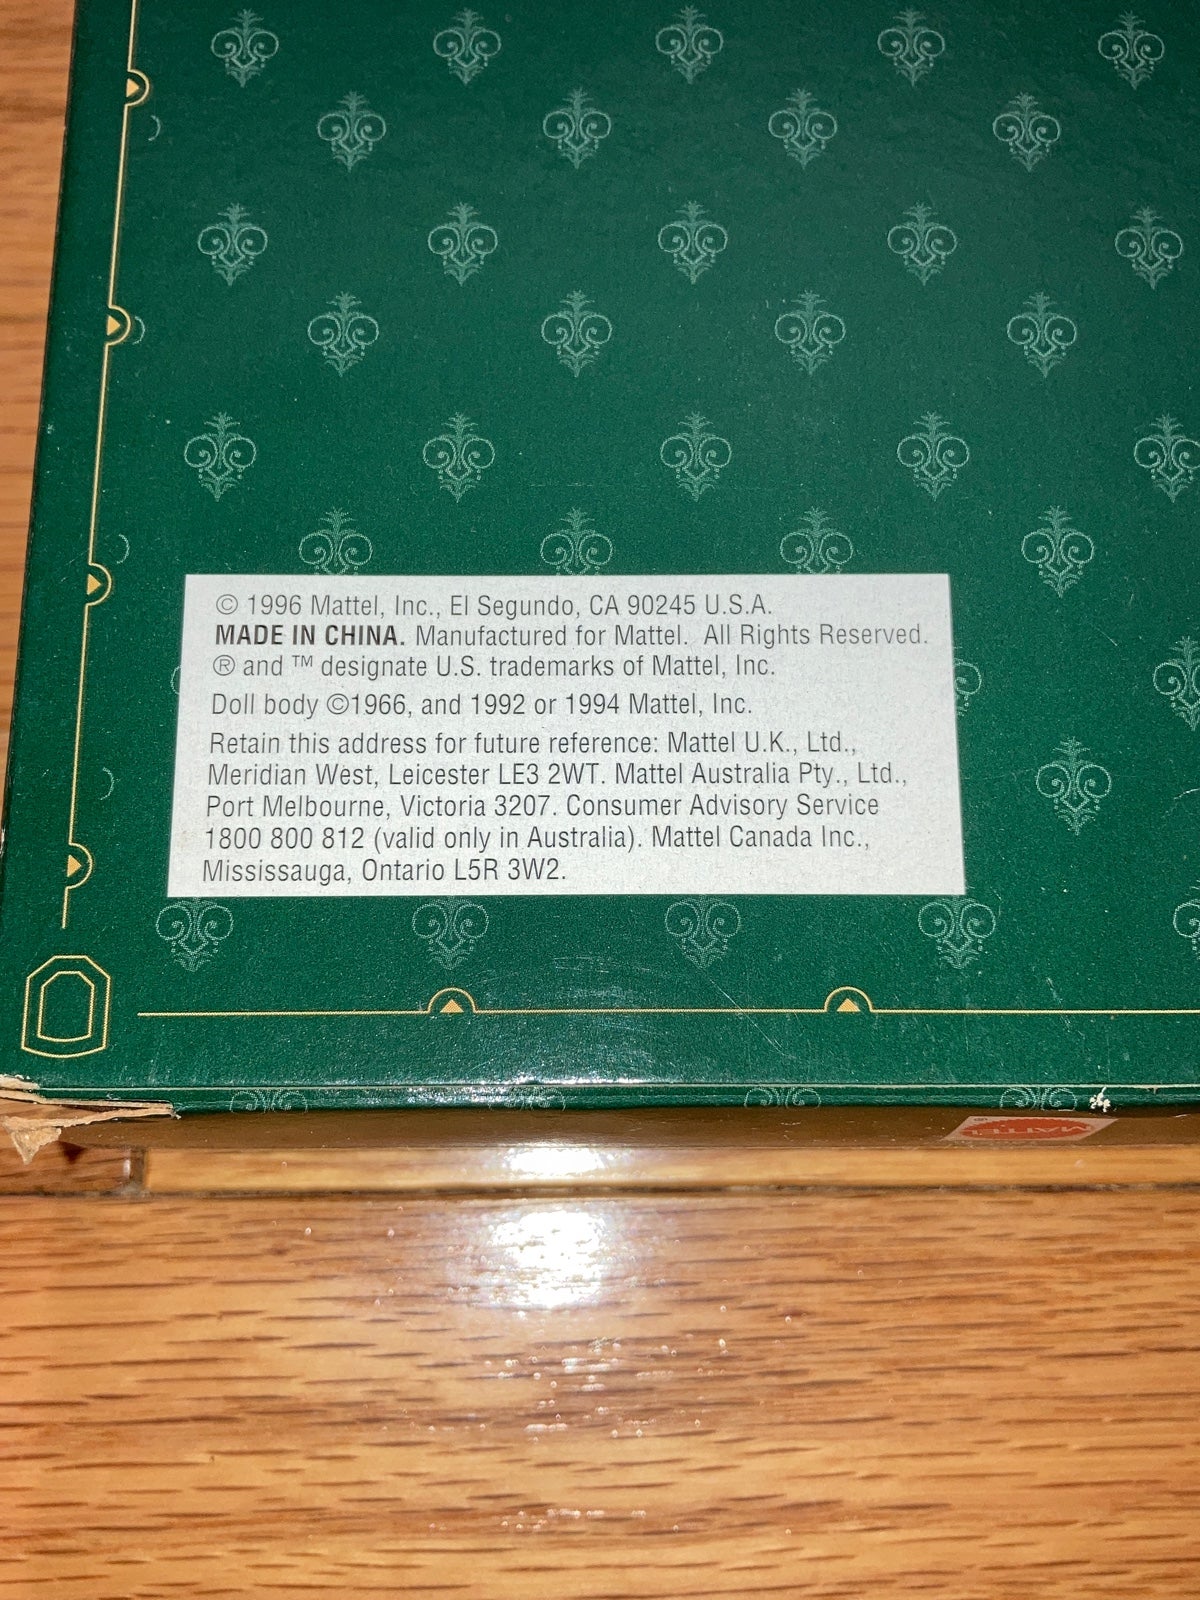 © 1996 Mattel, Inc., El Segundo, CA 90245 U.S.A.
MADE IN CHINA. Manufactured for Mattel. All Rights Reserved.
® and ™ designate U.S. trademarks of Mattel, Inc.
Doll body ©1966, and 1992 or 1994 Mattel, Inc.
Retain this address for future reference: Mattel U.K., Ltd.,
Meridian West, Leicester LE3 2WT. Mattel Australia Pty., Ltd.,
Port Melbourne, Victoria 3207. Consumer Advisory Service
1800 800 812 (valid only in Australia). Mattel Canada Inc.,
Mississauga, Ontario L5R 3W2.
MATTEL ®